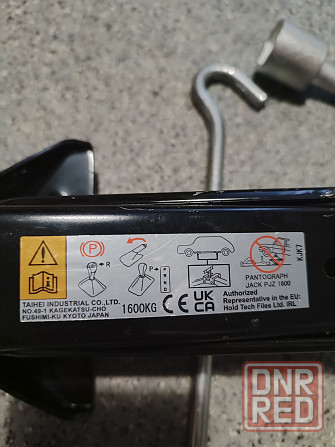 P
R
P
KJK7
PANTOGRAPH
JACK PJZ 1600
TAIHEI INDUSTRIAL CO.,LTD.
NO.49-1 KAGEKATSU-CHO
FUSHIMI-KU KYOTO JAPAN
1600KG
CE
UK
CA
Authorized
Representative in the EU:
Hold Tech Files Ltd. IRL
DNR
RED